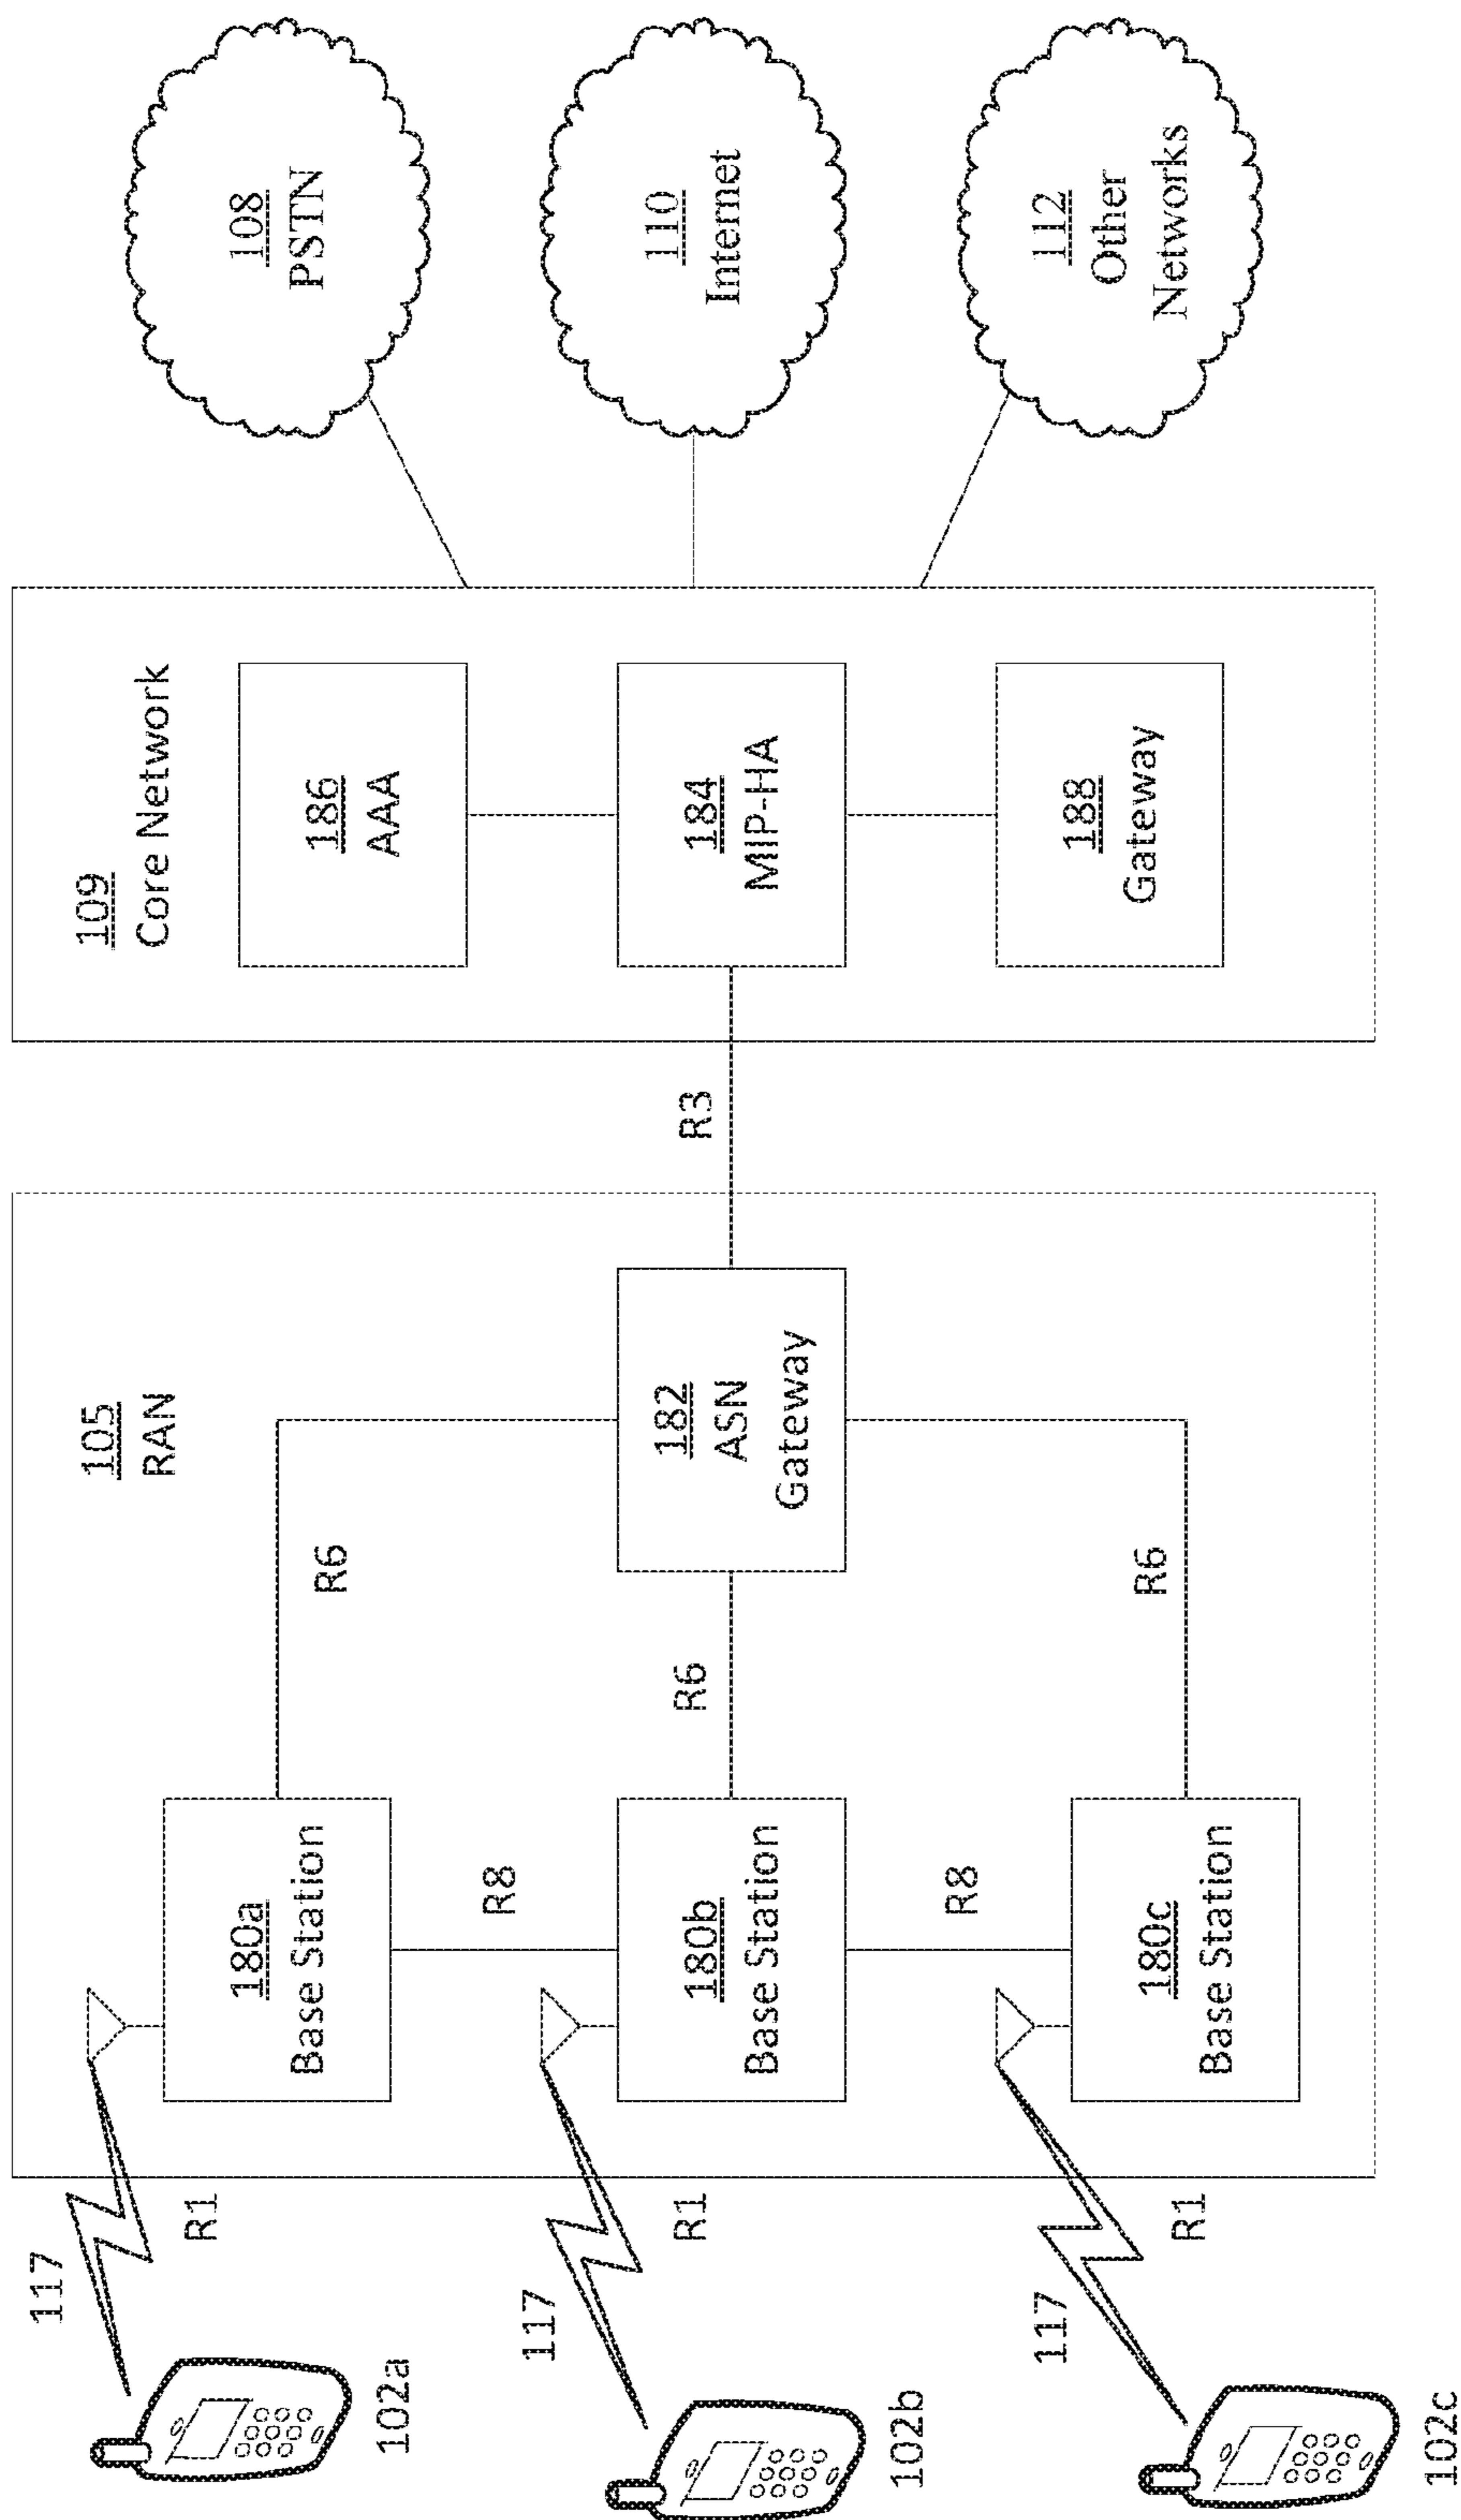 117
R1
102a
117
R1
102b
117
R1
102c
105
RAN
180a
Base Station
R8
180b
Base Station
R8
180c
Base Station
R6
R6
R6
182
ASN
Gateway
R3
109
Core Network
186
AAA
184
MIP-HA
188
Gateway
108
PSTN
110
Internet
112
Other
Networks